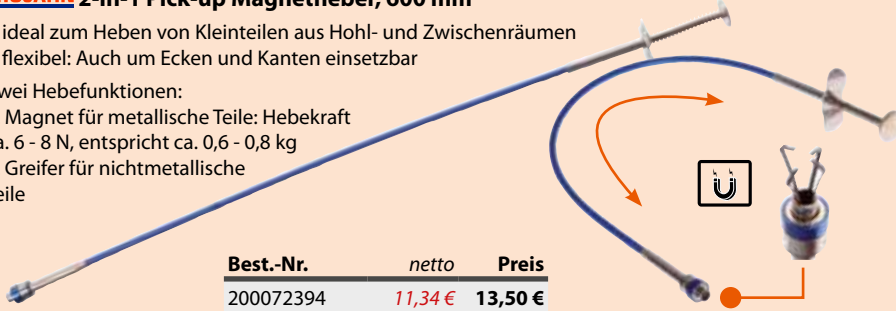 2-in-1 Pick-up Magnetheber, 600 mm
ideal zum Heben von Kleinteilen aus Hohl- und Zwischenräumen
flexibel: Auch um Ecken und Kanten einsetzbar
wei Hebefunktionen:
Magnet für metallische Teile: Hebekraft
a. 6 - 8 N, entspricht ca. 0,6 - 0,8 kg
Greifer für nichtmetallische
eile
Best.-Nr. netto Preis
200072394 11,34 € 13,50 €